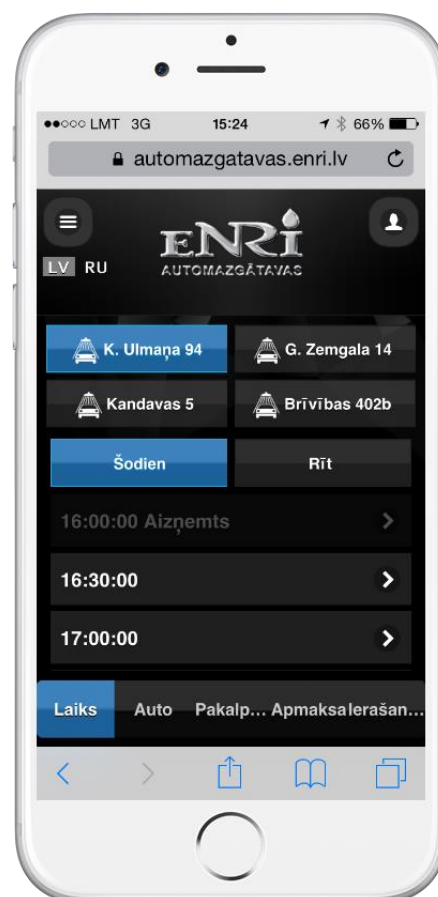 LMT 3G 15:24 66%
automazgatavas.enri.lv
ENRi
LV RU AUTOMAZGĀTAVAS
K. Ulmaņa 94 G. Zemgala 14
Kandavas 5 Brīvības 402b
Šodien Rīt
16:00:00 Aizņemts
16:30:00
17:00:00
Laiks Auto Pakalp... Apmaksa Ierašan...